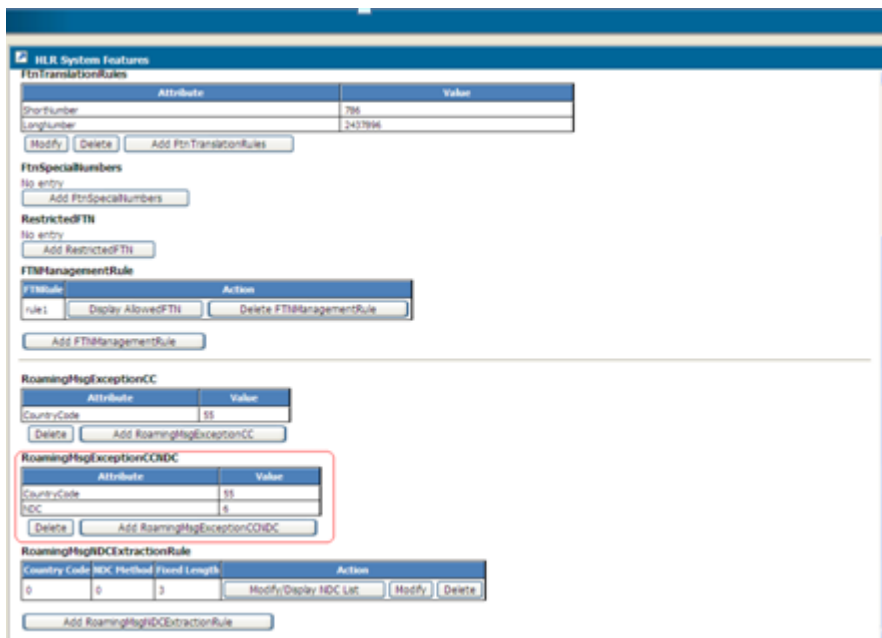 HLR System Features
FtnTranslationRules
Attribute Value
ShortNumber 786
LongNumber 2437896
Modify Delete Add FtnTranslationRules
FtnSpecialNumbers
No entry
Add FtnSpecialNumbers
RestrictedFTN
No entry
Add RestrictedFTN
FTNManagementRule
FTNRule Action
rule1 Display AllowedFTN Delete FTNManagementRule
Add FTNManagementRule
RoamingMsgExceptionCC
Attribute Value
CountryCode 55
Delete Add RoamingMsgExceptionCC
RoamingMsgExceptionCCNDC
Attribute Value
CountryCode 55
NDC 6
Delete Add RoamingMsgExceptionCCNDC
RoamingMsgNDCExtractionRule
Country Code NDC Method Fixed Length Action
0 0 3 Modify/Display NDC List Modify Delete
Add RoamingMsgNDCExtractionRule